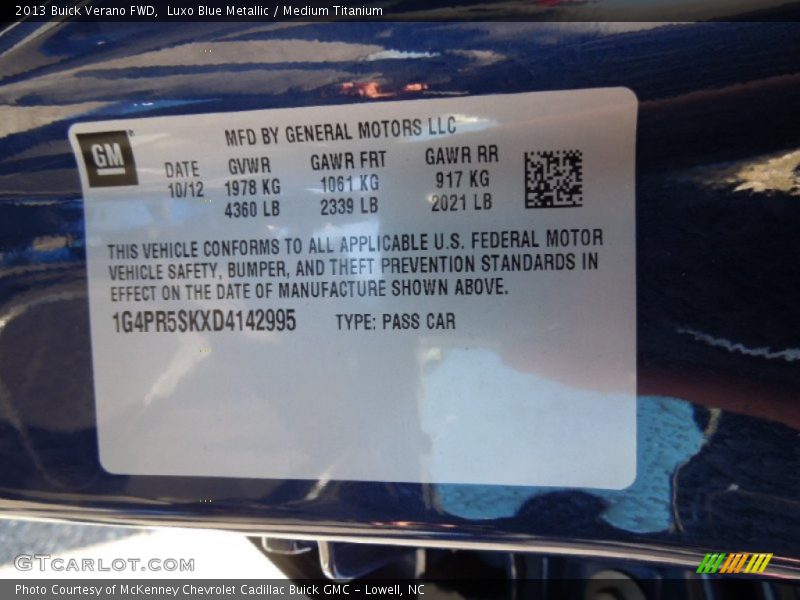 2013 Buick Verano FWD, Luxo Blue Metallic / Medium Titanium
GM
MFD BY GENERAL MOTORS LLC
DATE GVWR GAWR FRT GAWR RR
10/12 1978 KG 1061 KG 917 KG
4360 LB 2339 LB 2021 LB
THIS VEHICLE CONFORMS TO ALL APPLICABLE U.S. FEDERAL MOTOR
VEHICLE SAFETY, BUMPER, AND THEFT PREVENTION STANDARDS IN
EFFECT ON THE DATE OF MANUFACTURE SHOWN ABOVE.
1G4PR5SKXD4142995 TYPE: PASS CAR
GTCARLOT.COM
Photo Courtesy of McKenney Chevrolet Cadillac Buick GMC - Lowell, NC